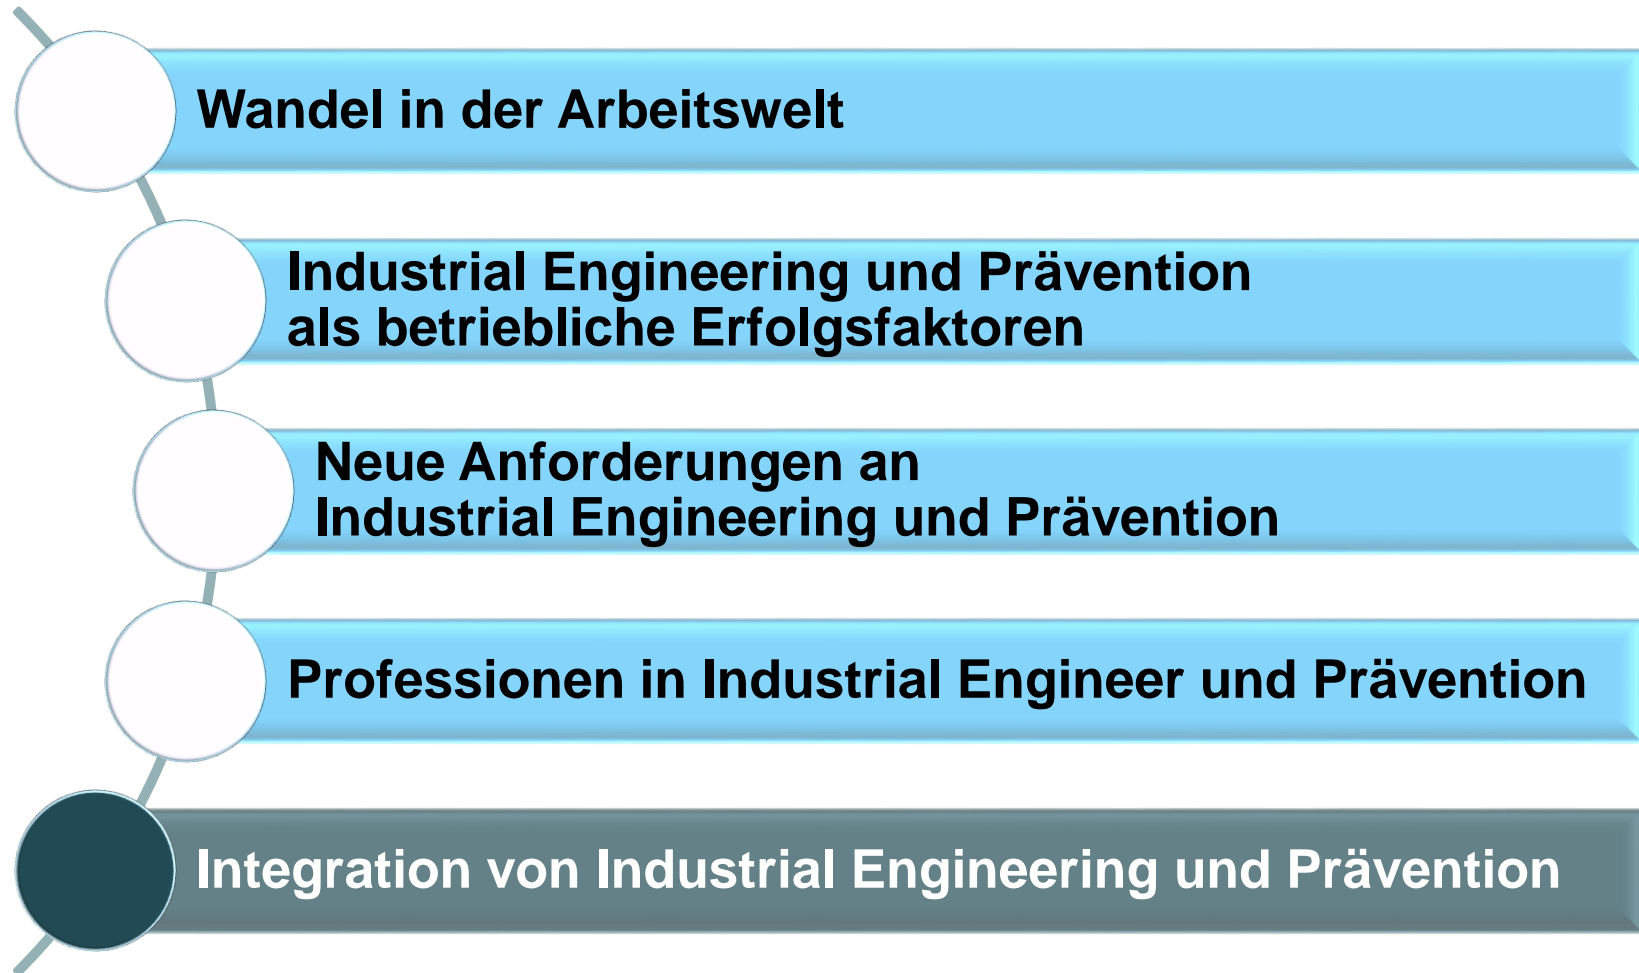 Wandel in der Arbeitswelt
Industrial Engineering und Prävention
als betriebliche Erfolgsfaktoren
Neue Anforderungen an
Industrial Engineering und Prävention
Professionen in Industrial Engineer und Prävention
Integration von Industrial Engineering und Prävention